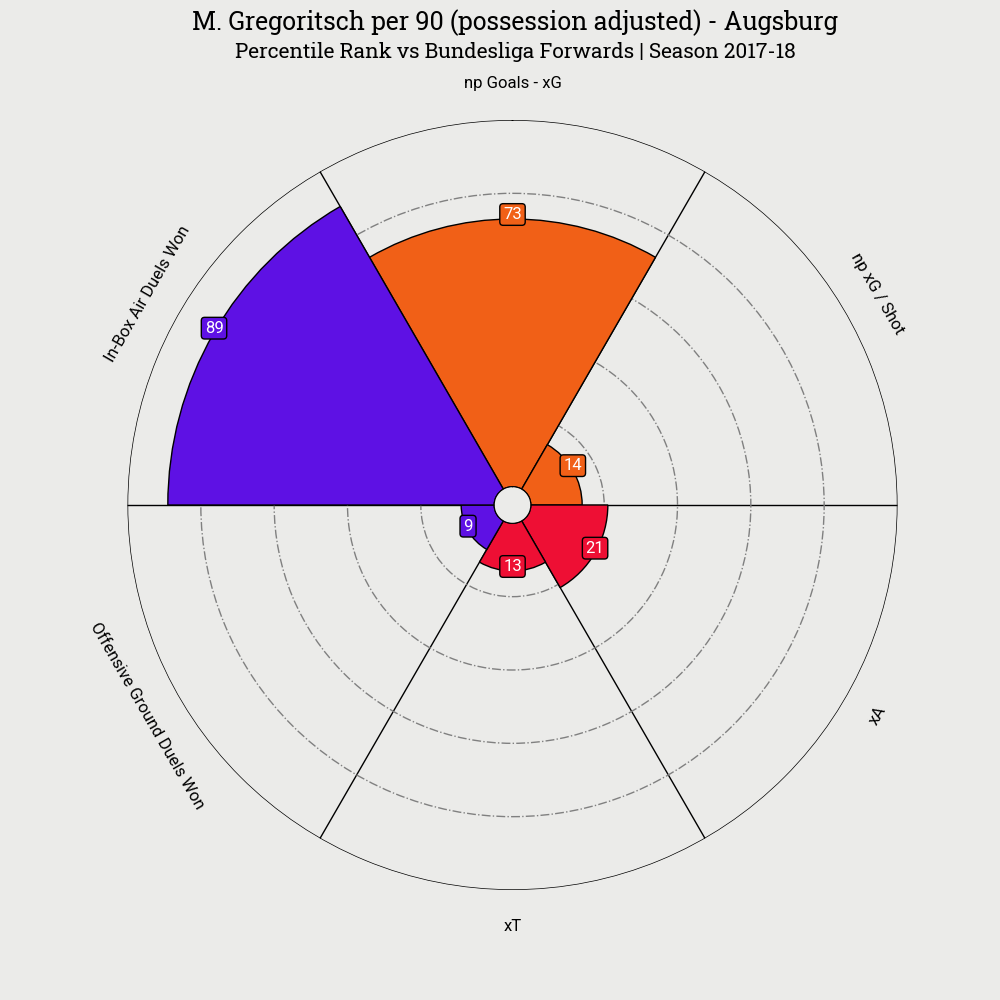 M. Gregoritsch per 90 (possession adjusted) - Augsburg
Percentile Rank vs Bundesliga Forwards | Season 2017-18
np Goals - xG
73
np xG / Shot
14
xA
21
xT
13
Offensive Ground Duels Won
9
In-Box Air Duels Won
89